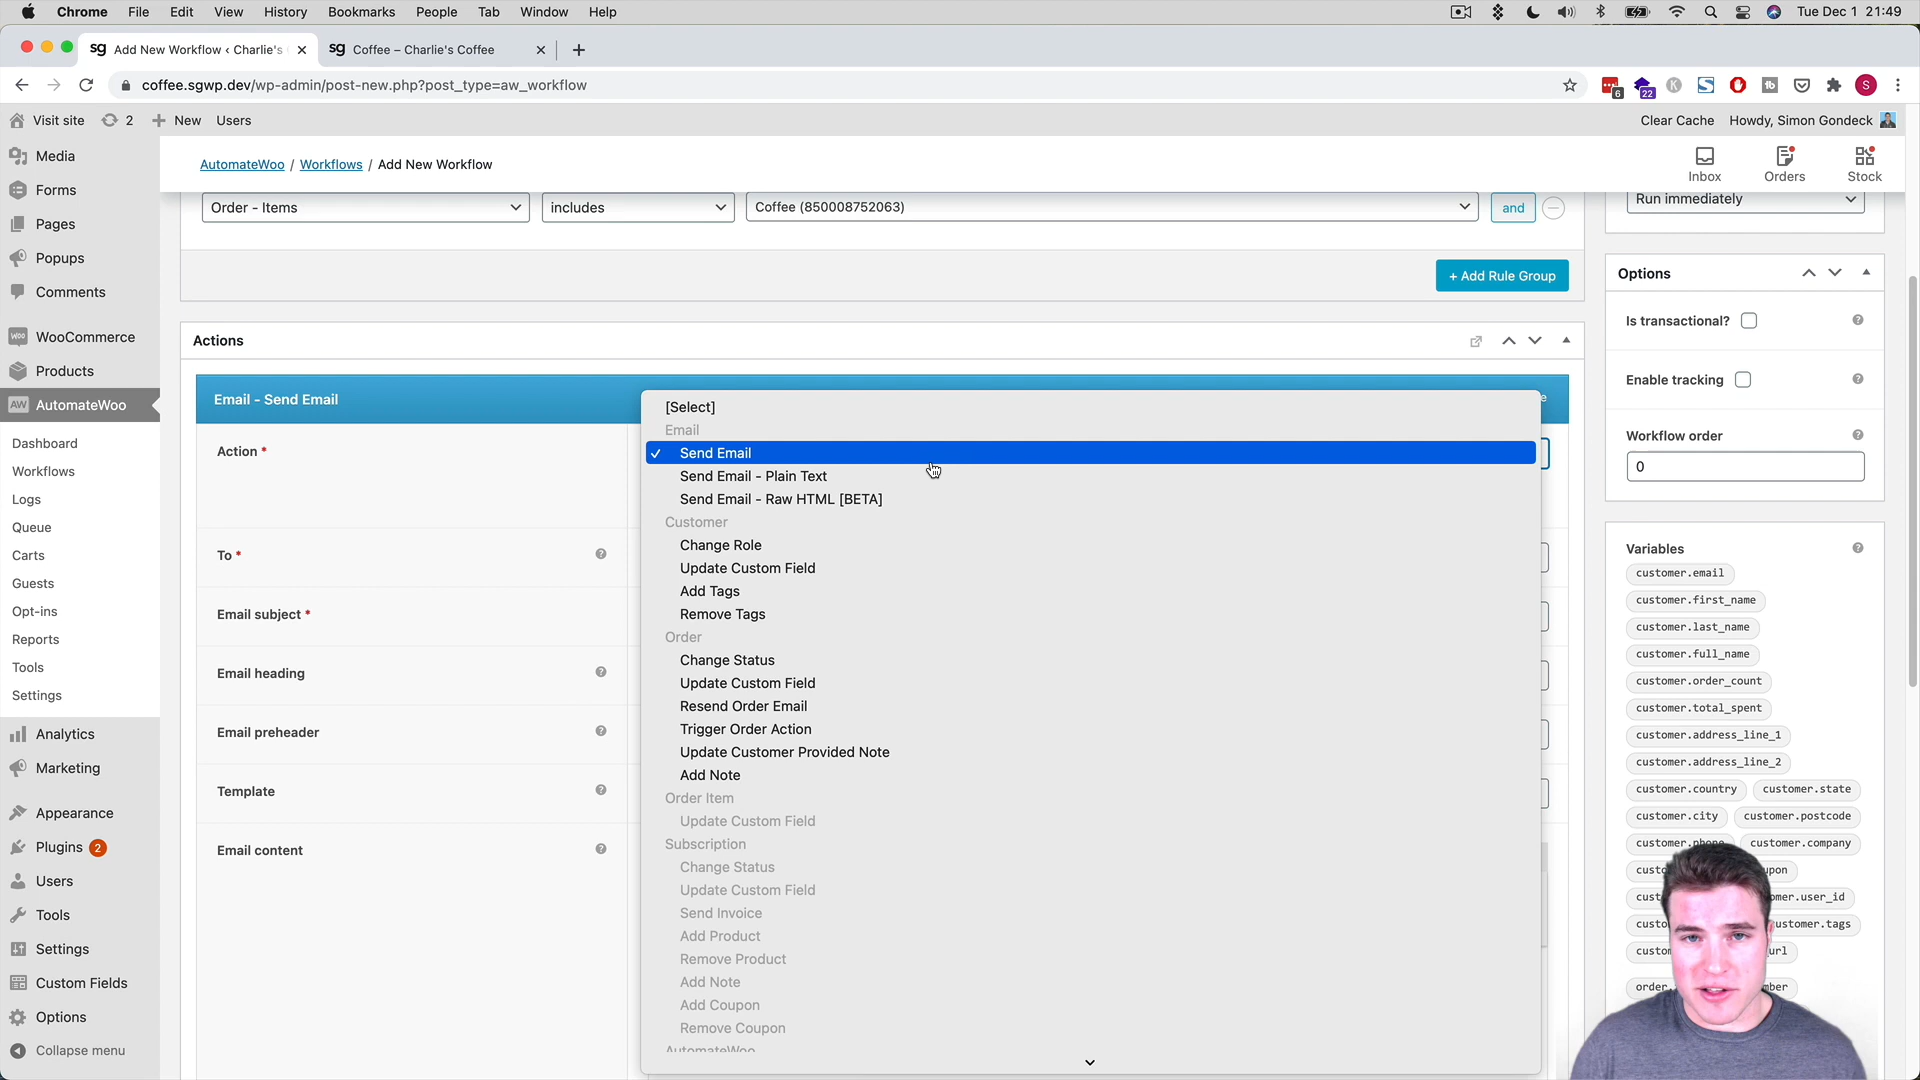 Chrome File Edit View History Bookmarks People Tab Window Help Tue Dec 1 21:49
sg Add New Workflow ‹ Charlie's
sg Coffee – Charlie's Coffee
coffee.sgwp.dev/wp-admin/post-new.php?post_type=aw_workflow
6
22
S
Visit site 2 New Users Clear Cache Howdy, Simon Gondeck
Media
Forms
Pages
Popups
Comments
WooCommerce
Products
AW AutomateWoo
Dashboard
Workflows
Logs
Queue
Carts
Guests
Opt-ins
Reports
Tools
Settings
Analytics
Marketing
Appearance
Plugins 2
Users
Tools
Settings
Custom Fields
Options
Collapse menu
AutomateWoo / Workflows / Add New Workflow
Inbox
Orders
Stock
Order - Items includes Coffee (850008752063) and
+ Add Rule Group
Actions
Email - Send Email
Action *
To *
Email subject *
Email heading
Email preheader
Template
Email content
[Select]
Email
Send Email
Send Email - Plain Text
Send Email - Raw HTML [BETA]
Customer
Change Role
Update Custom Field
Add Tags
Remove Tags
Order
Change Status
Update Custom Field
Resend Order Email
Trigger Order Action
Update Customer Provided Note
Add Note
Order Item
Update Custom Field
Subscription
Change Status
Update Custom Field
Send Invoice
Add Product
Remove Product
Add Note
Add Coupon
Remove Coupon
AutomateWoo
Run immediately
Options
Is transactional?
Enable tracking
Workflow order
0
Variables
customer.email
customer.first_name
customer.last_name
customer.full_name
customer.order_count
customer.total_spent
customer.address_line_1
customer.address_line_2
customer.country customer.state
customer.city customer.postcode
customer.phone customer.company